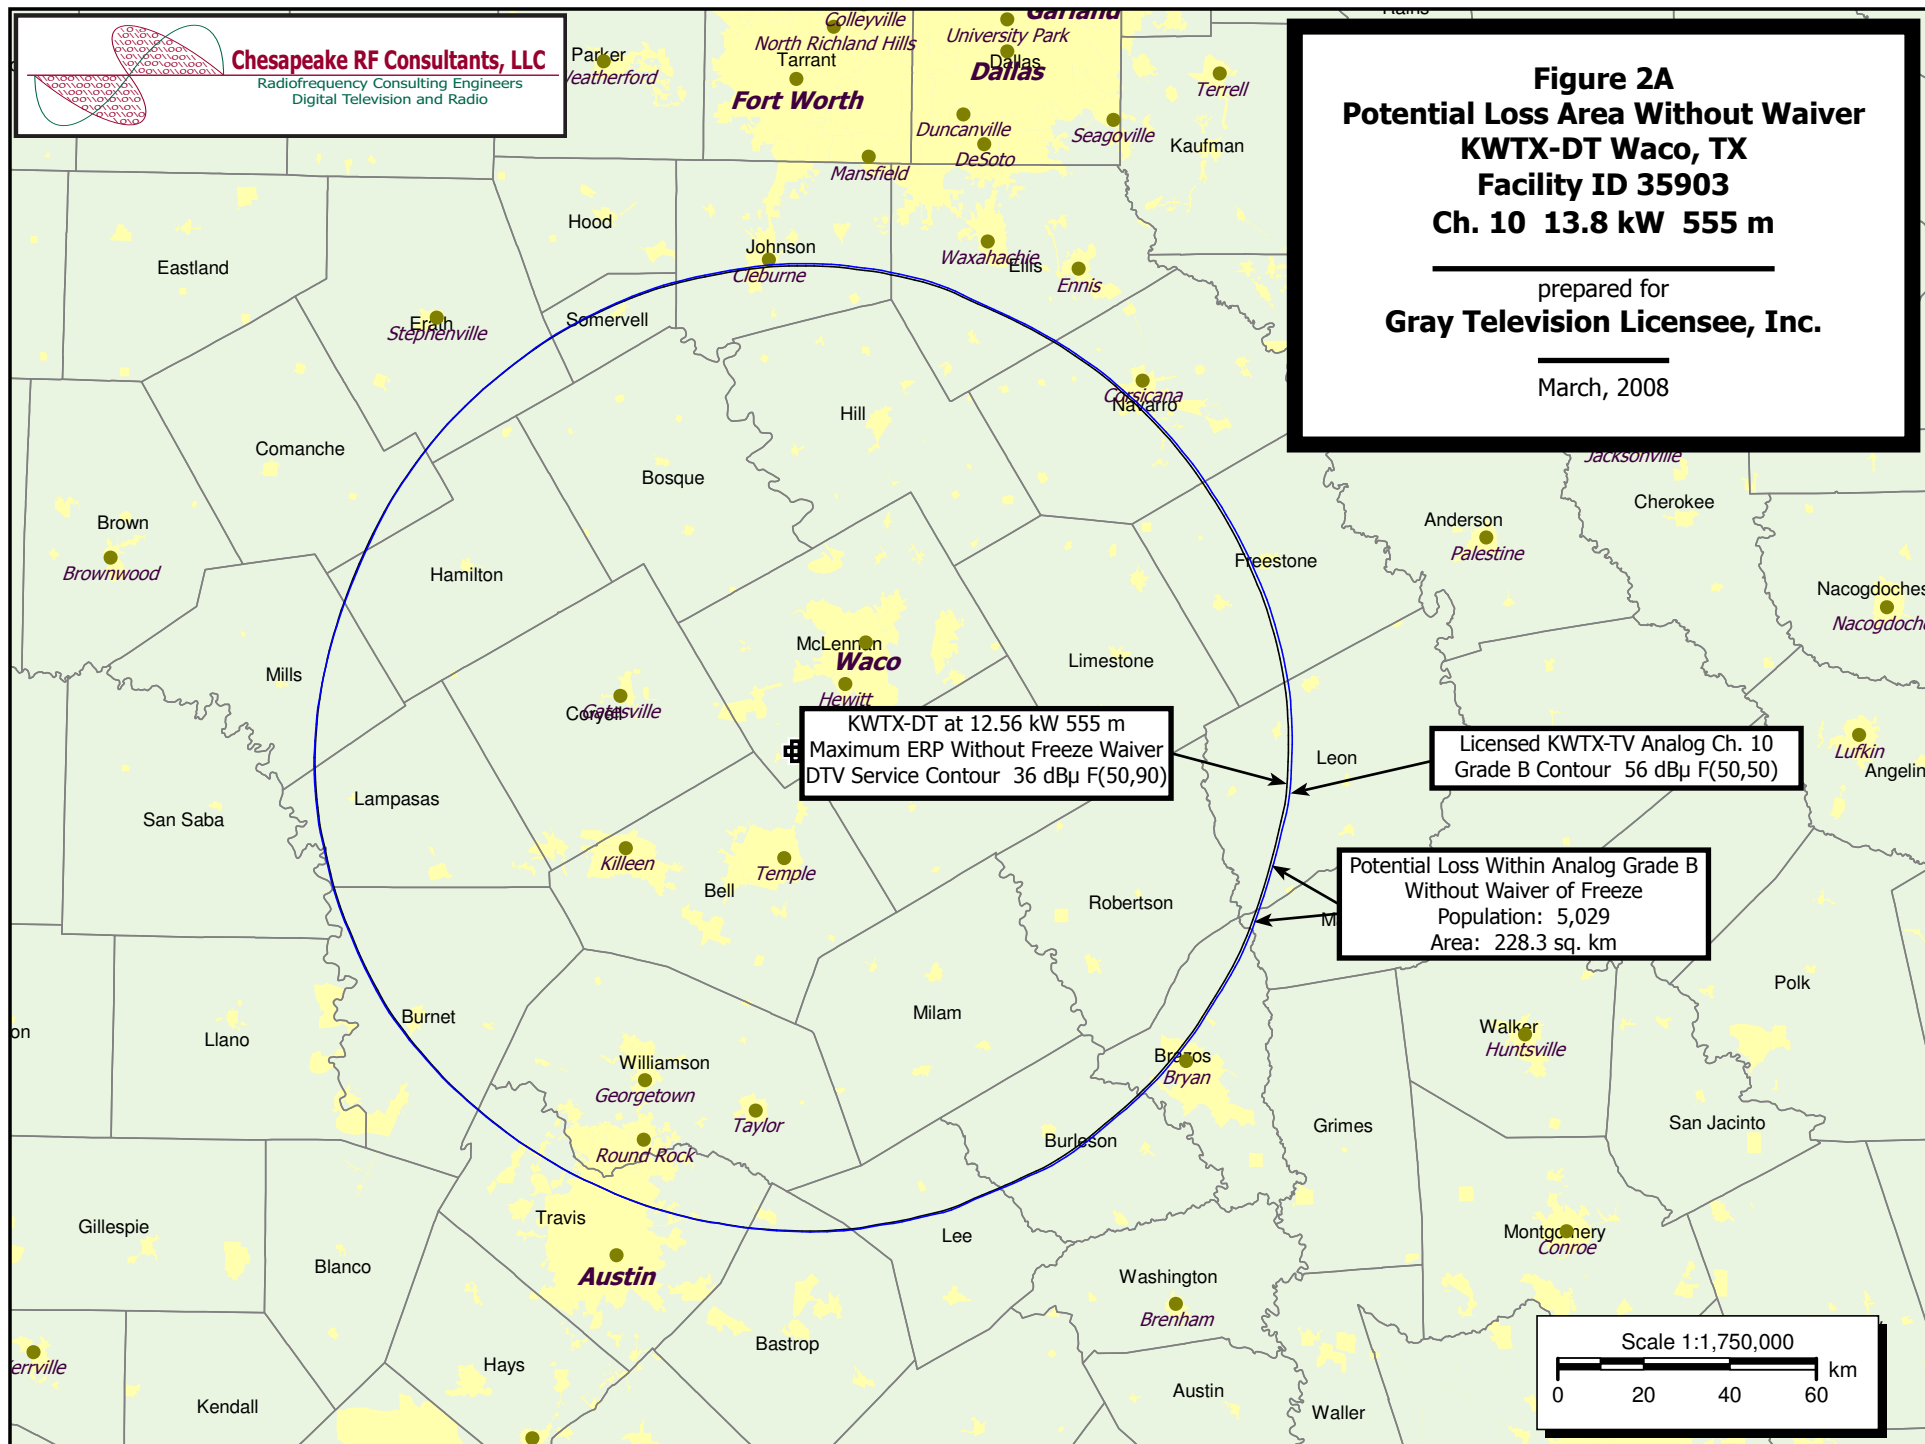 Chesapeake RF Consultants, LLC
Radiofrequency Consulting Engineers
Digital Television and Radio
Figure 2A
Potential Loss Area Without Waiver
KWTX-DT Waco, TX
Facility ID 35903
Ch. 10 13.8 kW 555 m
prepared for
Gray Television Licensee, Inc.
March, 2008
Colleyville
North Richland Hills
Tarrant
Fort Worth
Garland
University Park
Dallas
Dallas
Parker
Weatherford
Terrell
Duncanville
Seagoville
DeSoto
Kaufman
Mansfield
Hood
Johnson
Cleburne
Waxahachie
Ellis
Ennis
Eastland
Somervell
Erath
Stephenville
Corsicana
Navarro
Hill
Comanche
Bosque
Jacksonville
Cherokee
Brown
Brownwood
Anderson
Palestine
Hamilton
Freestone
Nacogdoches
Nacogdoch
McLennan
Waco
Hewitt
Limestone
Mills
Coryell
Gatesville
KWTX-DT at 12.56 kW 555 m
Maximum ERP Without Freeze Waiver
DTV Service Contour 36 dBµ F(50,90)
Leon
Licensed KWTX-TV Analog Ch. 10
Grade B Contour 56 dBµ F(50,50)
Lufkin
Angelin
Lampasas
San Saba
Killeen
Temple
Bell
Robertson
Potential Loss Within Analog Grade B
Without Waiver of Freeze
Population: 5,029
Area: 228.3 sq. km
M
Polk
Burnet
Milam
on
Llano
Walker
Huntsville
Williamson
Georgetown
Brazos
Bryan
Taylor
Round Rock
Burleson
Grimes
San Jacinto
Travis
Gillespie
Lee
Montgomery
Conroe
Blanco
Austin
Washington
Brenham
Bastrop
errville
Hays
Kendall
Austin
Waller
Scale 1:1,750,000
km
0 20 40 60